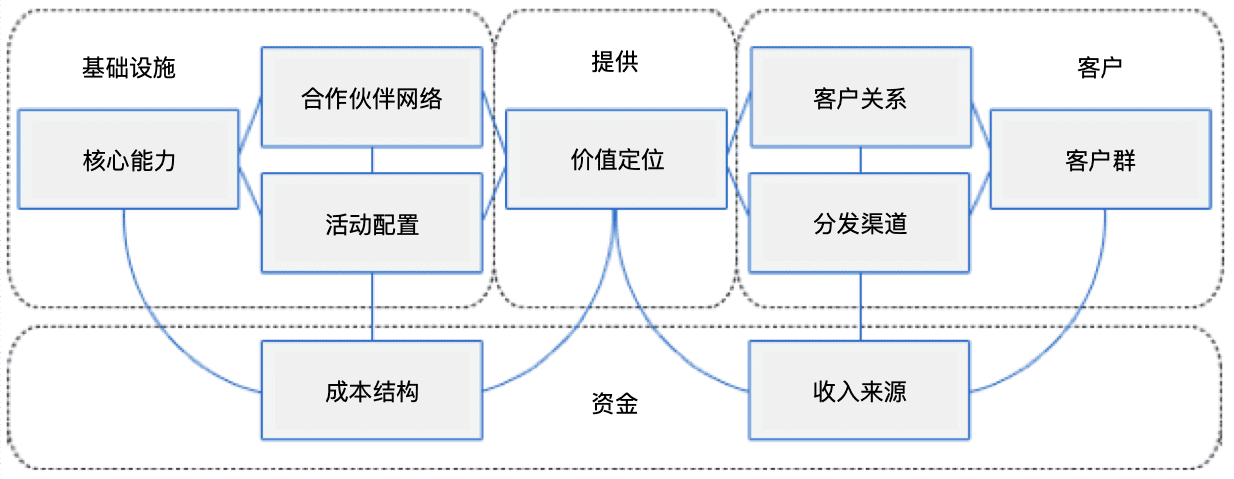 基础设施
合作伙伴网络
核心能力
活动配置
提供
价值定位
客户
客户关系
客户群
分发渠道
成本结构
资金
收入来源